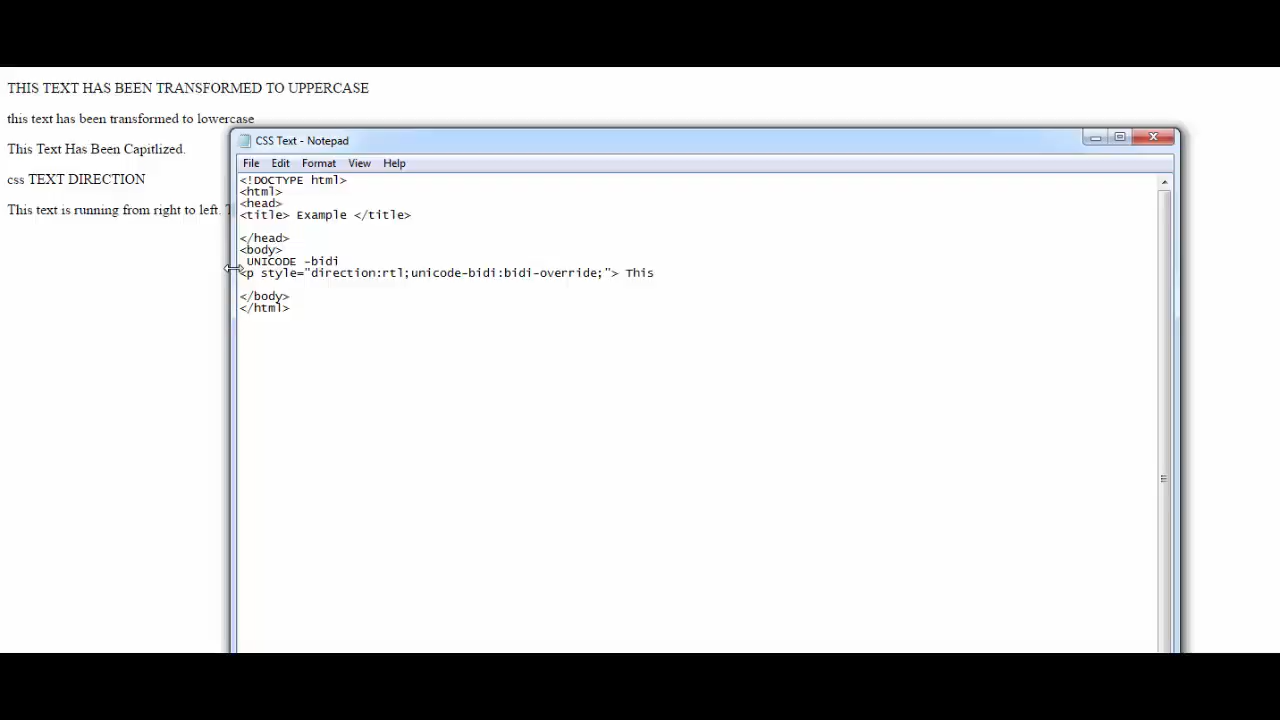 THIS TEXT HAS BEEN TRANSFORMED TO UPPERCASE
this text has been transformed to lowercase
This Text Has Been Capitlized.
css TEXT DIRECTION
This text is running from right to left.
CSS Text - Notepad
File Edit Format View Help
<!DOCTYPE html>
<html>
<head>
<title> Example </title>
</head>
<body>
UNICODE -bidi
<p style="direction:rtl;unicode-bidi:bidi-override;"> This
</body>
</html>